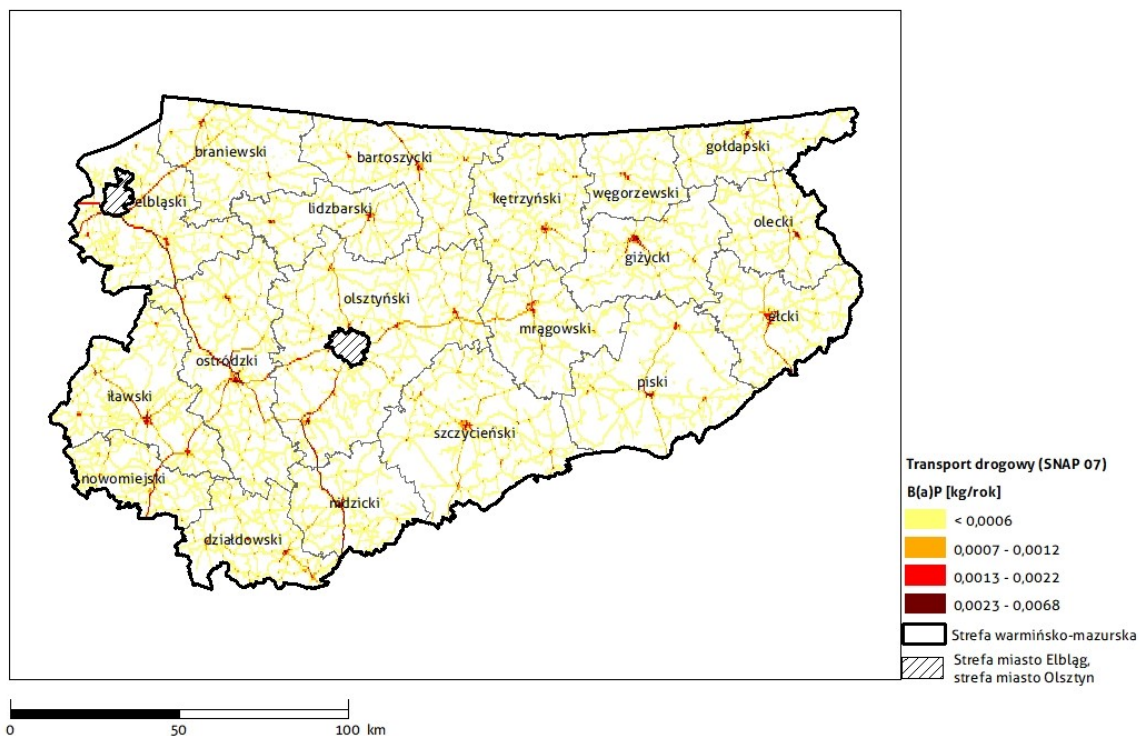 braniewski
bartoszycki
gołdapski
elbląski
lidzbarski
kętrzyński
węgorzewski
olecki
giżycki
olsztyński
mrągowski
ełcki
ostródzki
iławski
piski
szczycieński
nowomiejski
nidzicki
działdowski
Transport drogowy (SNAP 07)
B(a)P [kg/rok]
< 0,0006
0,0007 - 0,0012
0,0013 - 0,0022
0,0023 - 0,0068
Strefa warmińsko-mazurska
Strefa miasto Elbląg,
strefa miasto Olsztyn
0 50 100 km